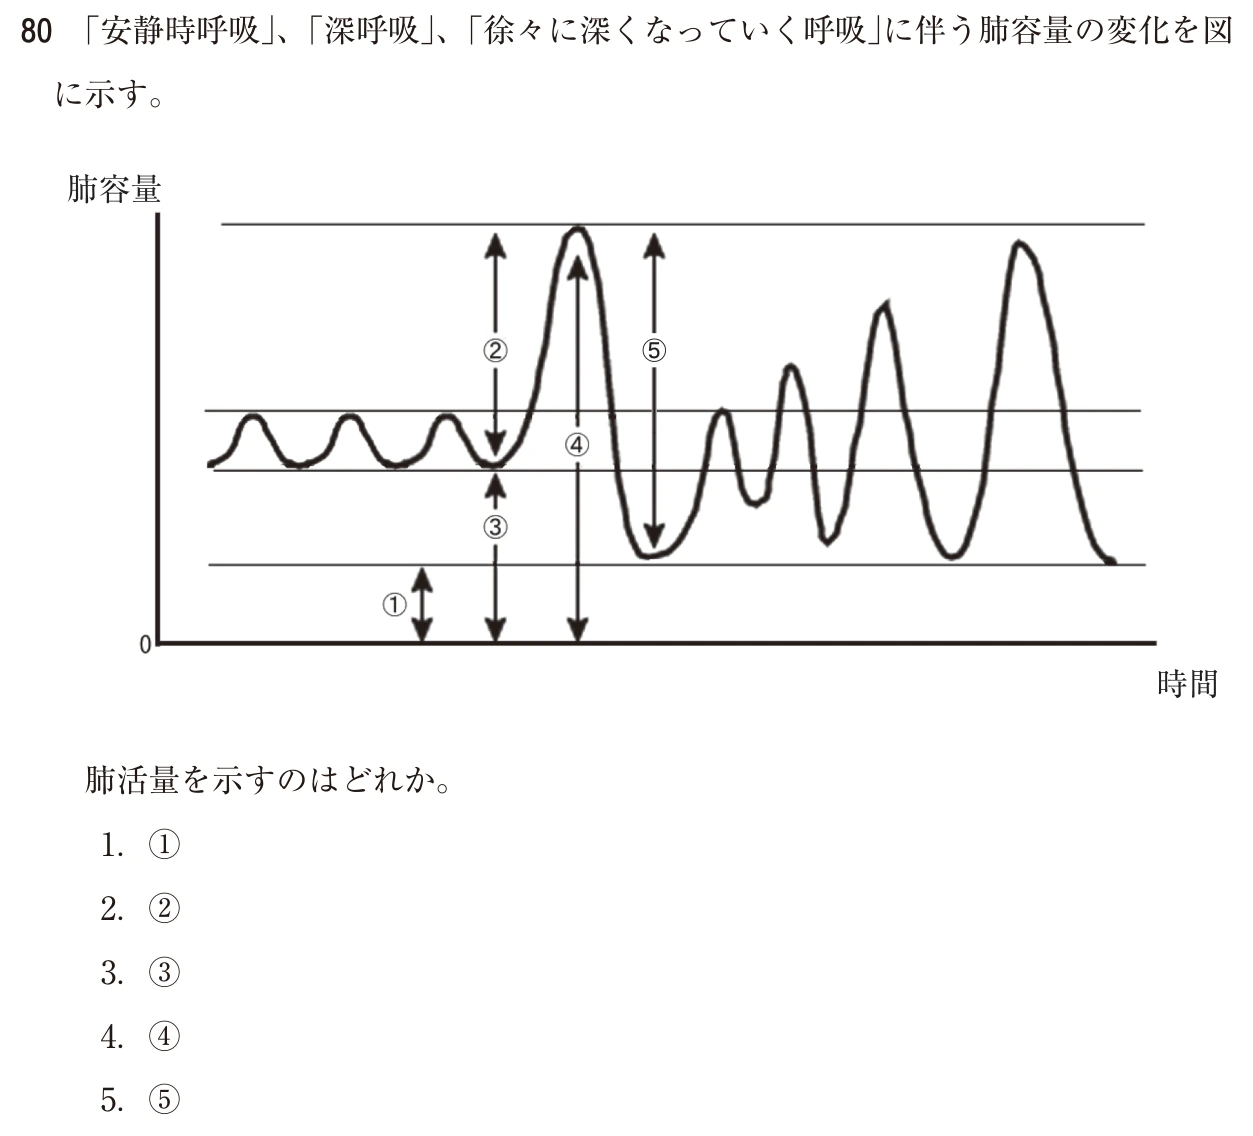 80 「安静時呼吸」、「深呼吸」、「徐々に深くなっていく呼吸」に伴う肺容量の変化を図
に示す。
肺容量
②
⑤
④
③
①
0
時間
肺活量を示すのはどれか。
1. ①
2. ②
3. ③
4. ④
5. ⑤